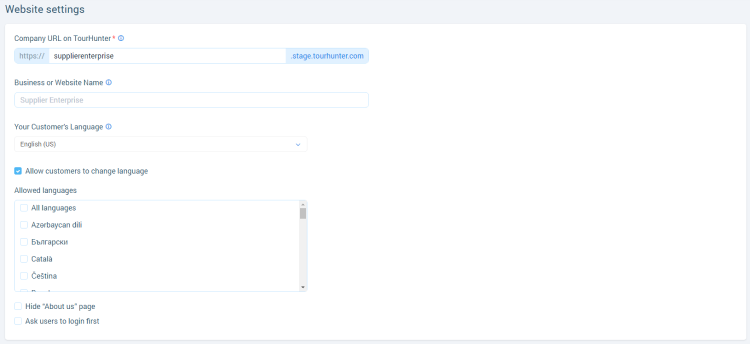 Website settings
Company URL on TourHunter *
https:// supplierenterprise .stage.tourhunter.com
Business or Website Name
Supplier Enterprise
Your Customer's Language
English (US)
Allow customers to change language
Allowed languages
All languages
Azərbaycan dili
Български
Català
Čeština
Hide "About us" page
Ask users to login first